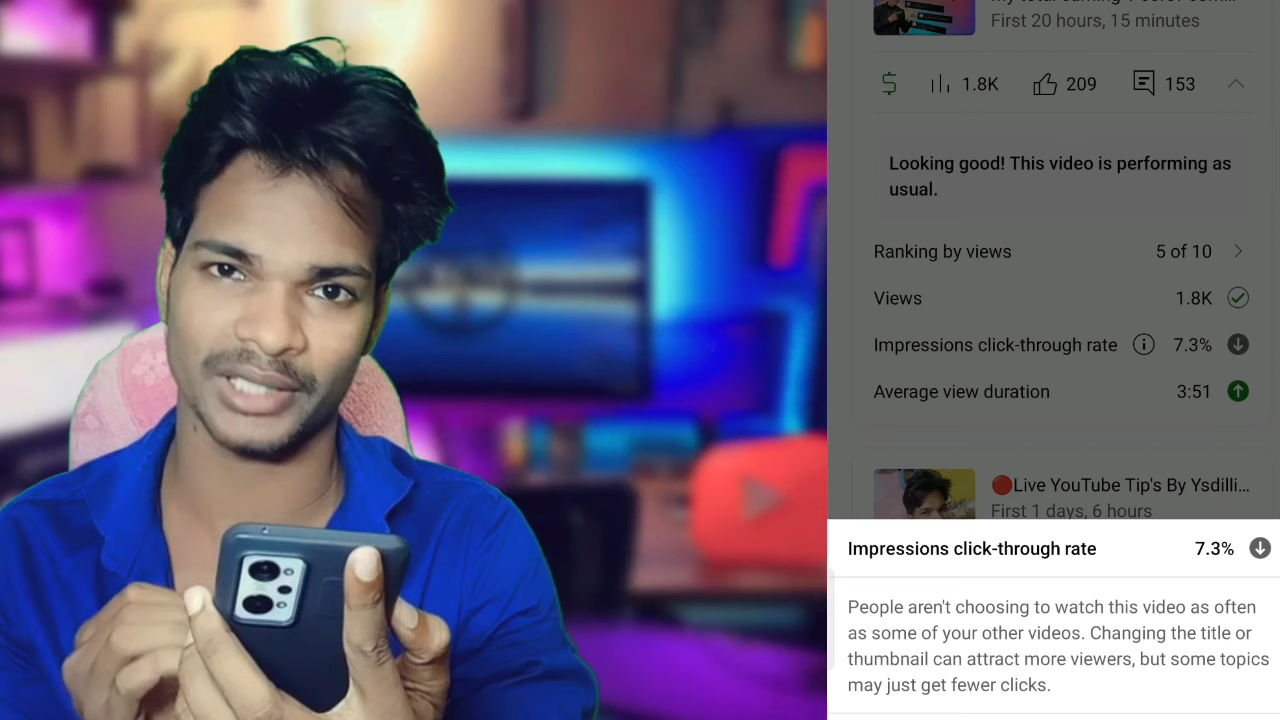 First 20 hours, 15 minutes
1.8K 209 153
Looking good! This video is performing as
usual.
Ranking by views 5 of 10
Views 1.8K
Impressions click-through rate 7.3%
Average view duration 3:51
🔴Live YouTube Tip's By Ysdilli...
First 1 days, 6 hours
Impressions click-through rate 7.3%
People aren't choosing to watch this video as often
as some of your other videos. Changing the title or
thumbnail can attract more viewers, but some topics
may just get fewer clicks.